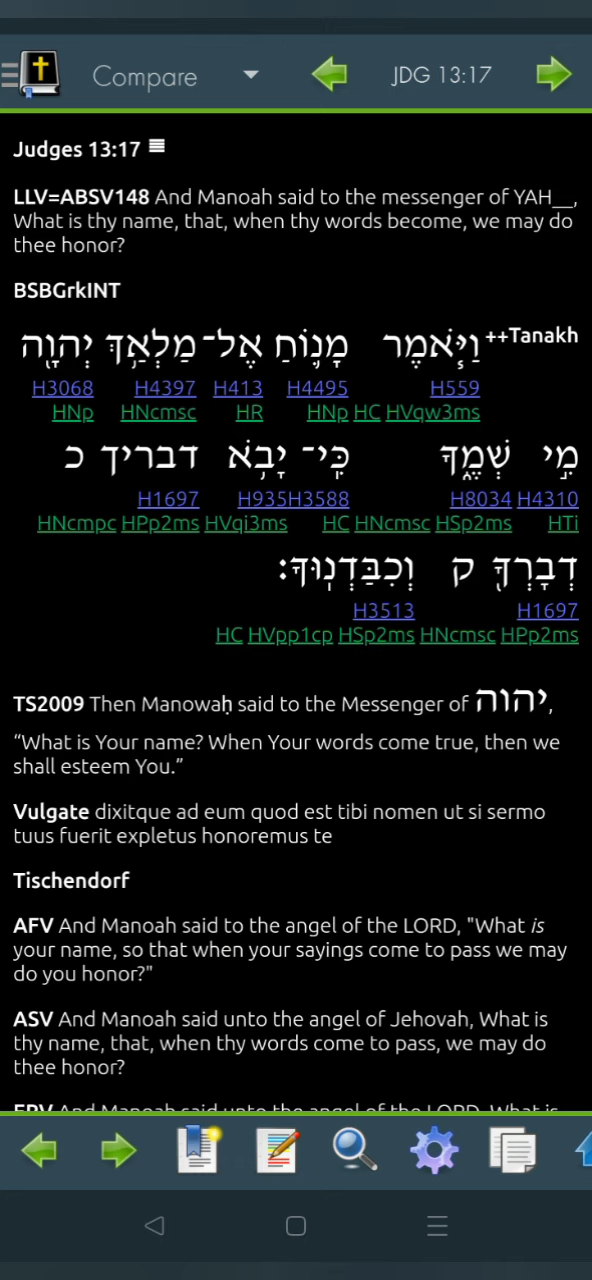 Compare
JDG 13:17
Judges 13:17
LLV=ABSV148 And Manoah said to the messenger of YAH__,
What is thy name, that, when thy words become, we may do
thee honor?
BSBGrkINT
++Tanakh וַיֹּ֧אמֶר מָנ֛וֹחַ אֶל־ מַלְאַ֥ךְ יְהוָ֖ה
H3068 H4397 H413 H4495 H559
HNp HNcmsc HR HNp HC HVqw3ms
מִ֣י שְׁמֶ֑ךָ כִּֽי־ יָבֹ֥א דבריך כ
H1697 H935H3588 H8034 H4310
HNcmpc HPp2ms HVqi3ms HC HNcmsc HSp2ms HTi
דְבָרְךָ֖ ק וְכִבַּדְנֽוּךָ׃
H3513 H1697
HC HVpp1cp HSp2ms HNcmsc HPp2ms
TS2009 Then Manowaḥ said to the Messenger of יהוה,
“What is Your name? When Your words come true, then we
shall esteem You.”
Vulgate dixitque ad eum quod est tibi nomen ut si sermo
tuus fuerit expletus honoremus te
Tischendorf
AFV And Manoah said to the angel of the LORD, "What is
your name, so that when your sayings come to pass we may
do you honor?"
ASV And Manoah said unto the angel of Jehovah, What is
thy name, that, when thy words come to pass, we may do
thee honor?